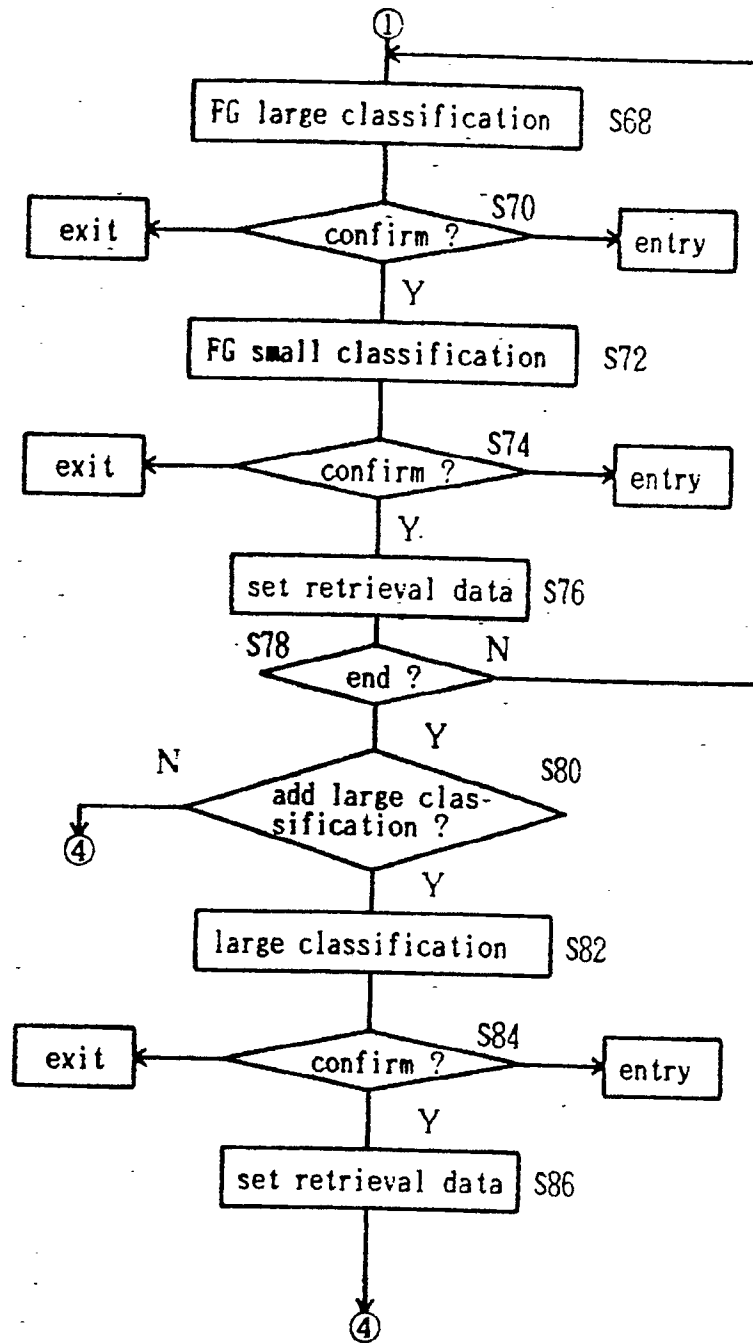 ①
FG large classification S68
S70
exit confirm ? entry
Y
FG small classification S72
S74
exit confirm ? entry
Y.
set retrieval data S76
S78 N
end ?
Y
N S80
add large clas-
sification ?
④
Y
large classification S82
S84
exit confirm ? entry
Y
set retrieval data S86
④